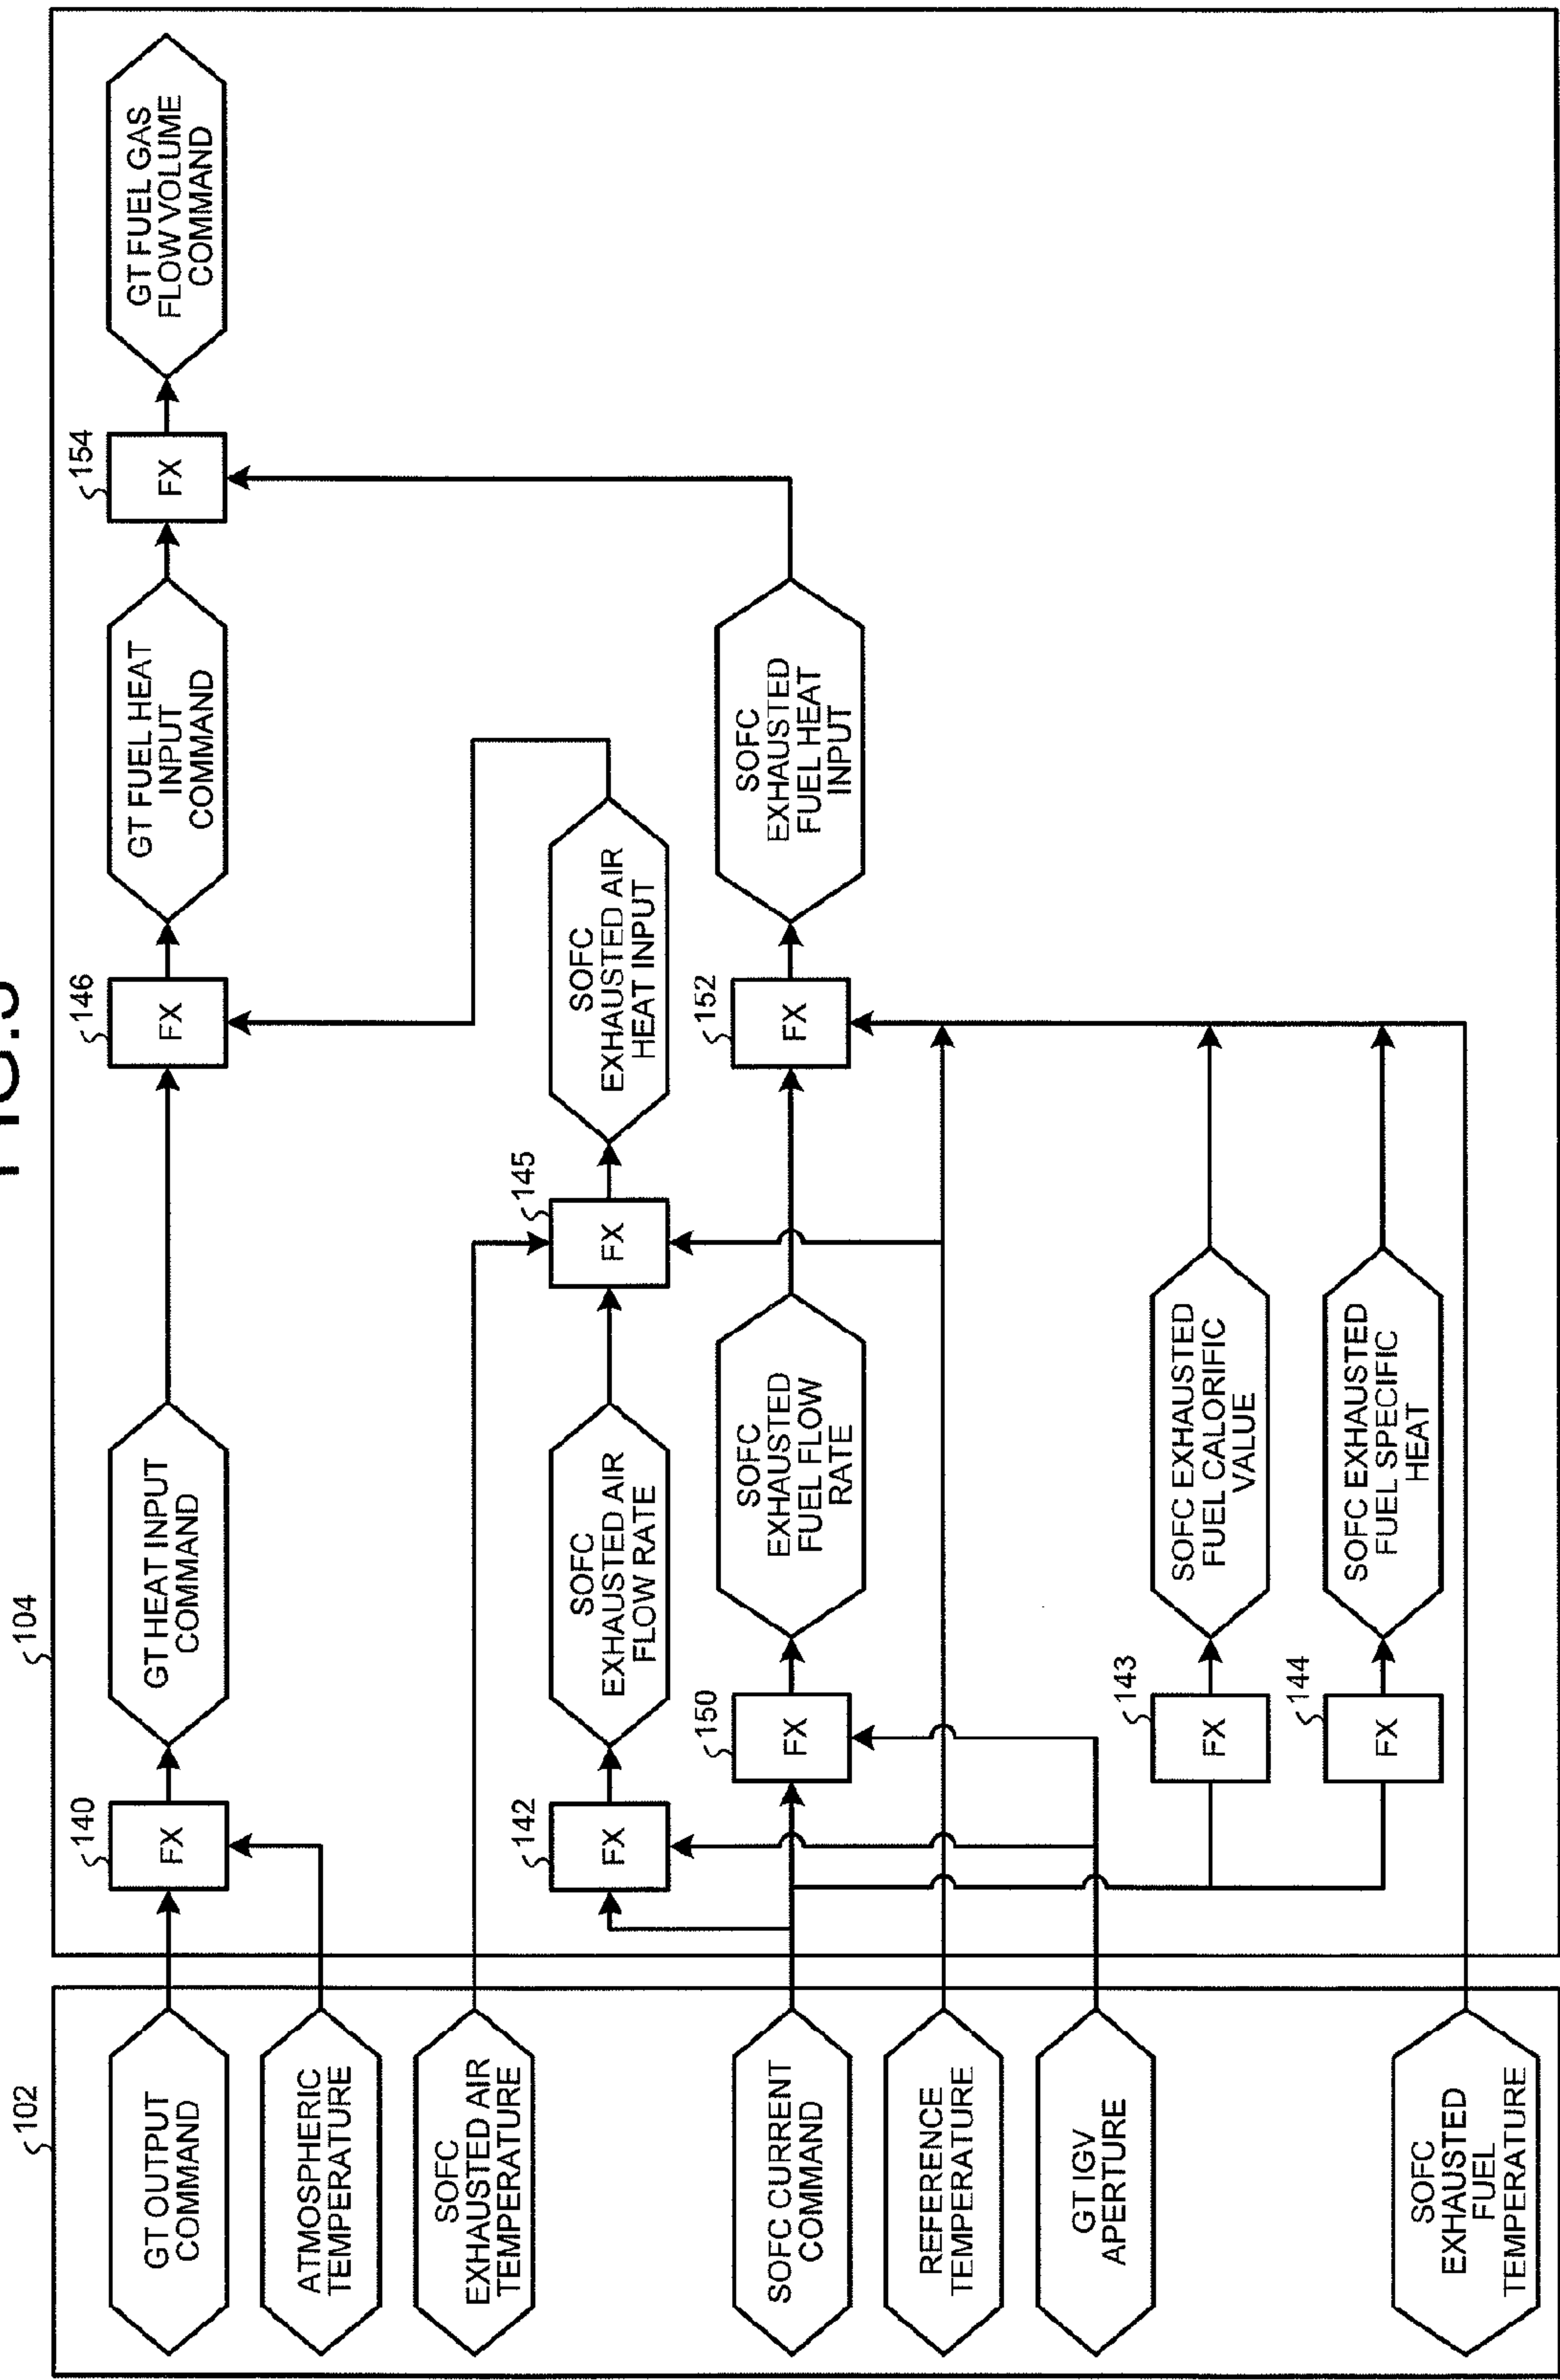 FIG.
102
GT OUTPUT
COMMAND
ATMOSPHERIC
TEMPERATURE
SOFC
EXHAUSTED AIR
TEMPERATURE
SOFC CURRENT
COMMAND
REFERENCE
TEMPERATURE
GT IGV
APERTURE
SOFC
EXHAUSTED
FUEL
TEMPERATURE
104
140
FX
GT HEAT INPUT
COMMAND
146
FX
GT FUEL HEAT
INPUT
COMMAND
154
FX
GT FUEL GAS
FLOW VOLUME
COMMAND
142
FX
SOFC
EXHAUSTED AIR
FLOW RATE
145
FX
SOFC
EXHAUSTED AIR
HEAT INPUT
150
FX
SOFC
EXHAUSTED
FUEL FLOW
RATE
152
FX
SOFC
EXHAUSTED
FUEL HEAT
INPUT
143
FX
SOFC EXHAUSTED
FUEL CALORIFIC
VALUE
144
FX
SOFC EXHAUSTED
FUEL SPECIFIC
HEAT